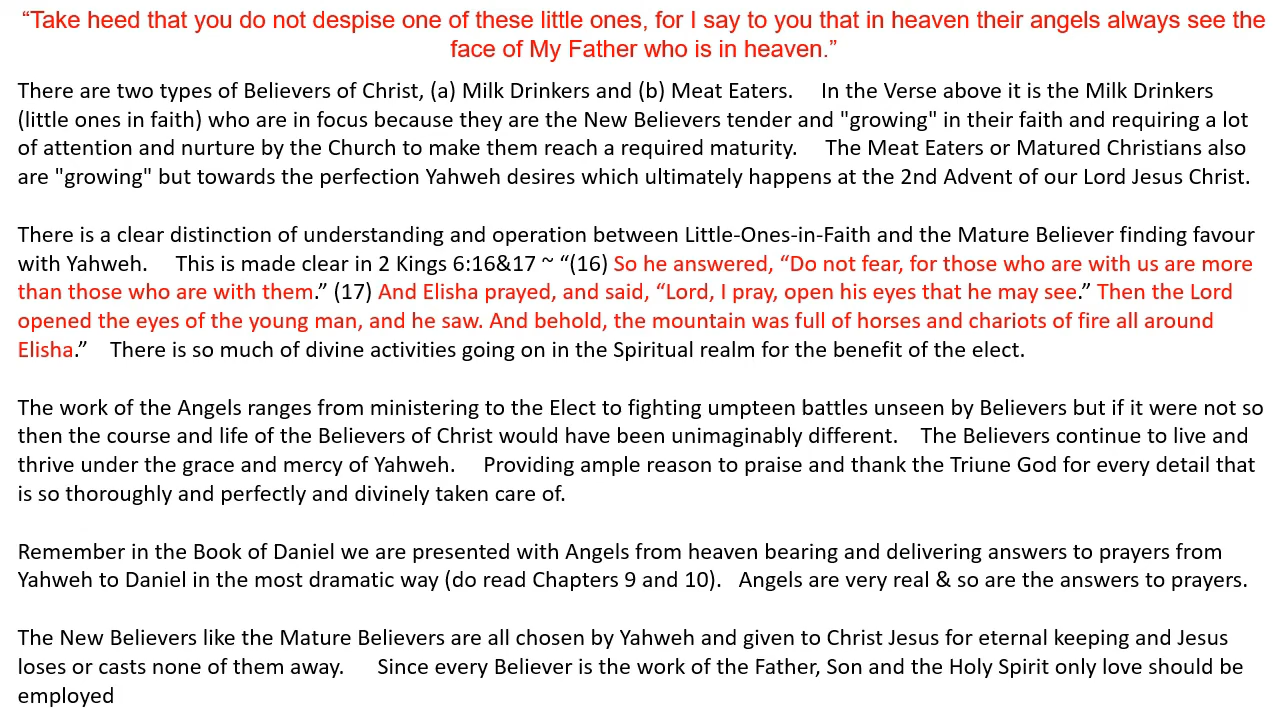 “Take heed that you do not despise one of these little ones, for I say to you that in heaven their angels always see the
face of My Father who is in heaven.”
There are two types of Believers of Christ, (a) Milk Drinkers and (b) Meat Eaters. In the Verse above it is the Milk Drinkers
(little ones in faith) who are in focus because they are the New Believers tender and "growing" in their faith and requiring a lot
of attention and nurture by the Church to make them reach a required maturity. The Meat Eaters or Matured Christians also
are "growing" but towards the perfection Yahweh desires which ultimately happens at the 2nd Advent of our Lord Jesus Christ.
There is a clear distinction of understanding and operation between Little-Ones-in-Faith and the Mature Believer finding favour
with Yahweh. This is made clear in 2 Kings 6:16&17 ~ “(16) So he answered, “Do not fear, for those who are with us are more
than those who are with them.” (17) And Elisha prayed, and said, “Lord, I pray, open his eyes that he may see.” Then the Lord
opened the eyes of the young man, and he saw. And behold, the mountain was full of horses and chariots of fire all around
Elisha.” There is so much of divine activities going on in the Spiritual realm for the benefit of the elect.
The work of the Angels ranges from ministering to the Elect to fighting umpteen battles unseen by Believers but if it were not so
then the course and life of the Believers of Christ would have been unimaginably different. The Believers continue to live and
thrive under the grace and mercy of Yahweh. Providing ample reason to praise and thank the Triune God for every detail that
is so thoroughly and perfectly and divinely taken care of.
Remember in the Book of Daniel we are presented with Angels from heaven bearing and delivering answers to prayers from
Yahweh to Daniel in the most dramatic way (do read Chapters 9 and 10). Angels are very real & so are the answers to prayers.
The New Believers like the Mature Believers are all chosen by Yahweh and given to Christ Jesus for eternal keeping and Jesus
loses or casts none of them away. Since every Believer is the work of the Father, Son and the Holy Spirit only love should be
employed